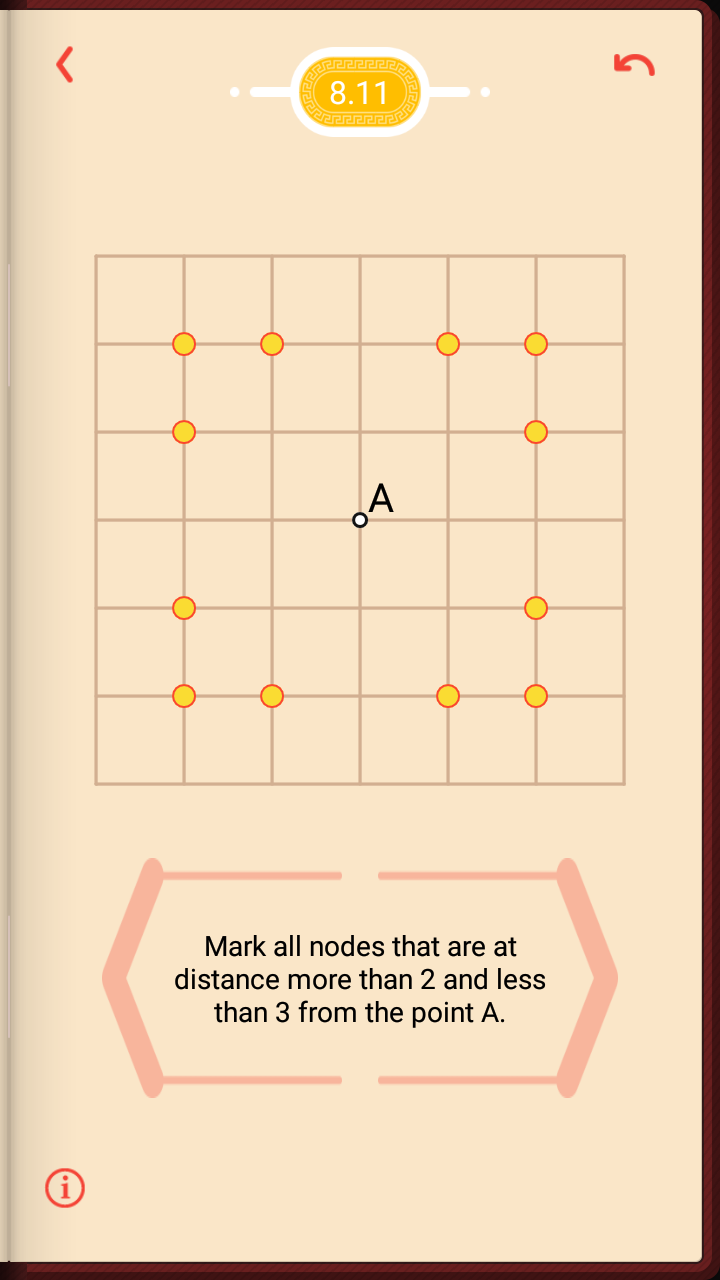 8.11
A
Mark all nodes that are at
distance more than 2 and less
than 3 from the point A.
i